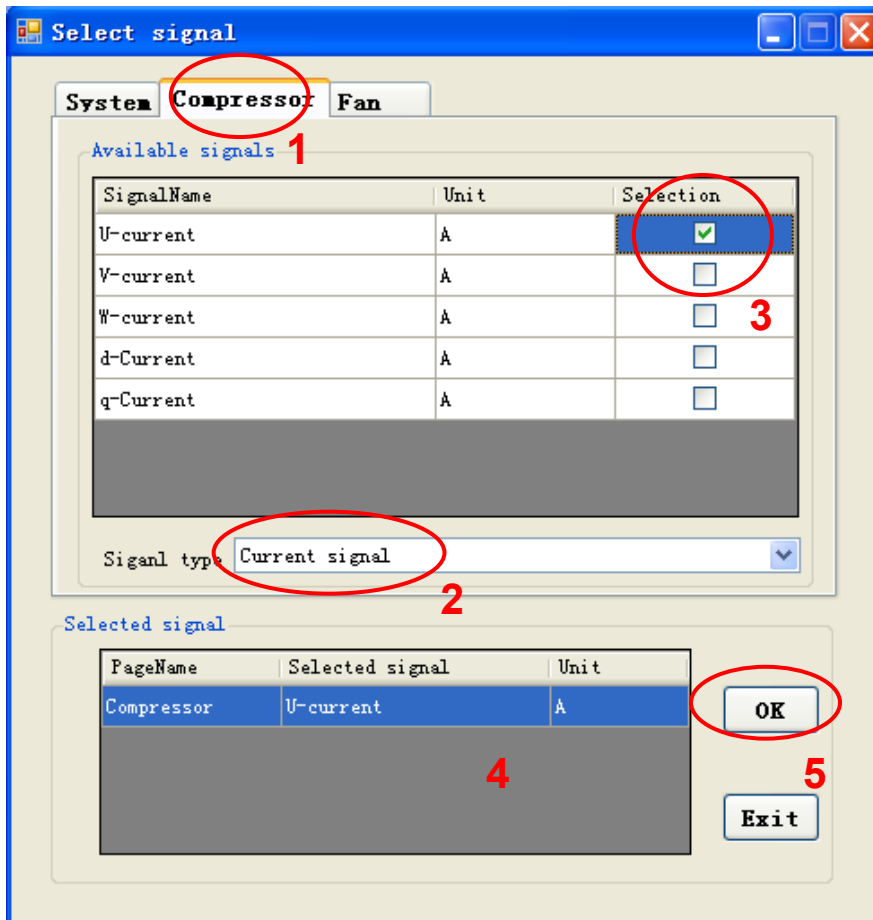 Select signal
System Compressor Fan
1
Available signals
SignalName Unit Selection
U-current A
V-current A
W-current A
3
d-Current A
q-Current A
Siganl type Current signal
2
Selected signal
PageName Selected signal Unit
Compressor U-current A
OK
4
5
Exit